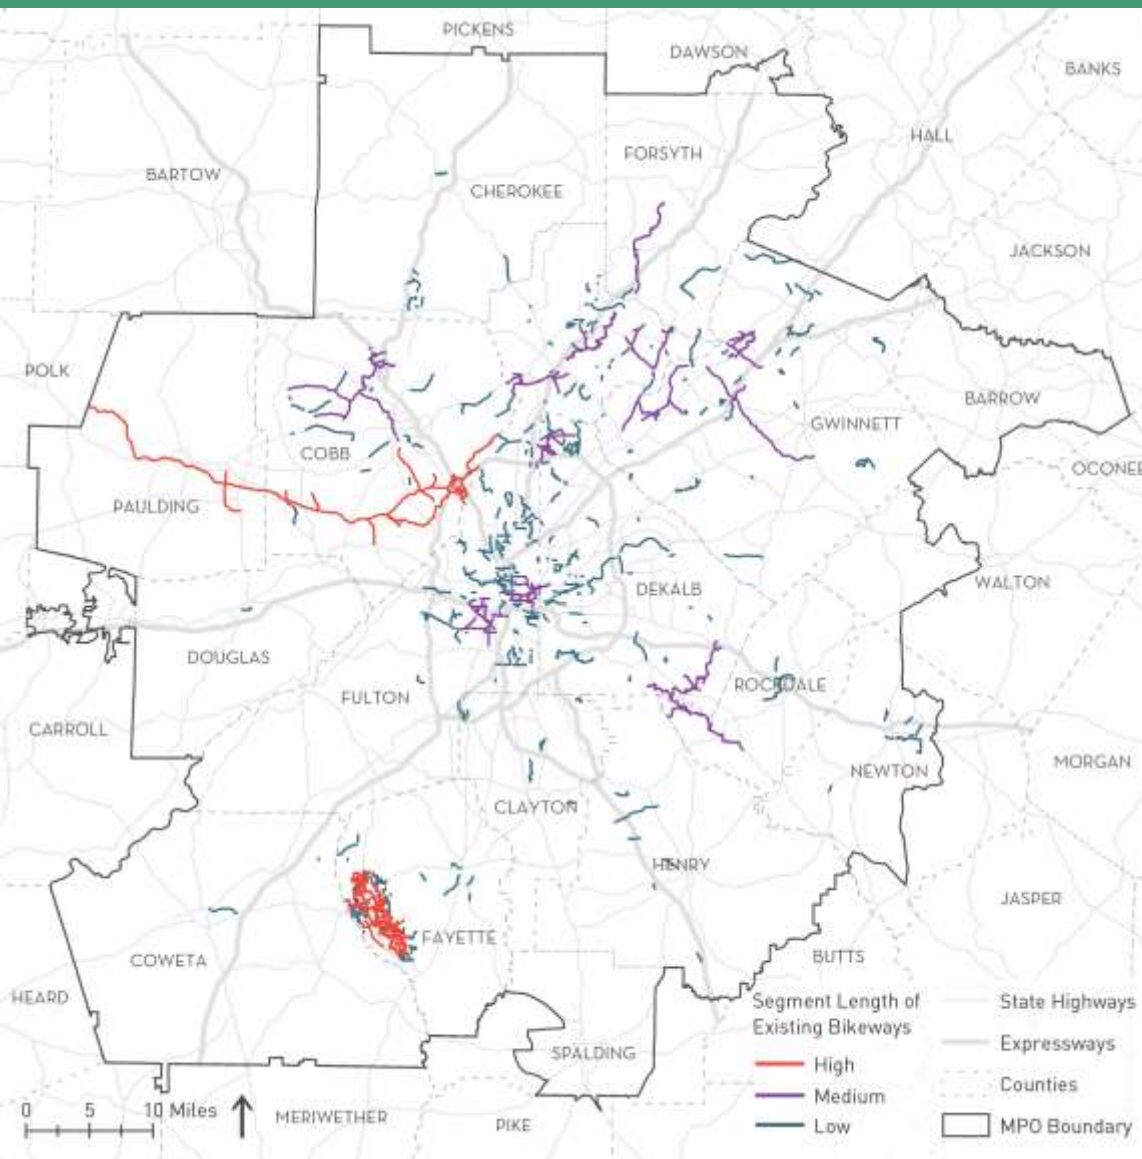 PICKENS
DAWSON
BANKS
HALL
FORSYTH
BARTOW
CHEROKEE
JACKSON
POLK
BARROW
GWINNETT
COBB
OCONEE
PAULDING
WALTON
DEKALB
DOUGLAS
ROCKDALE
FULTON
CARROLL
MORGAN
NEWTON
CLAYTON
HENRY
JASPER
FAYETTE
BUTTS
COWETA
HEARD
SPALDING
MERIWETHER
PIKE
Segment Length of
Existing Bikeways
High
Medium
Low
State Highways
Expressways
Counties
MPO Boundary
0 5 10 Miles